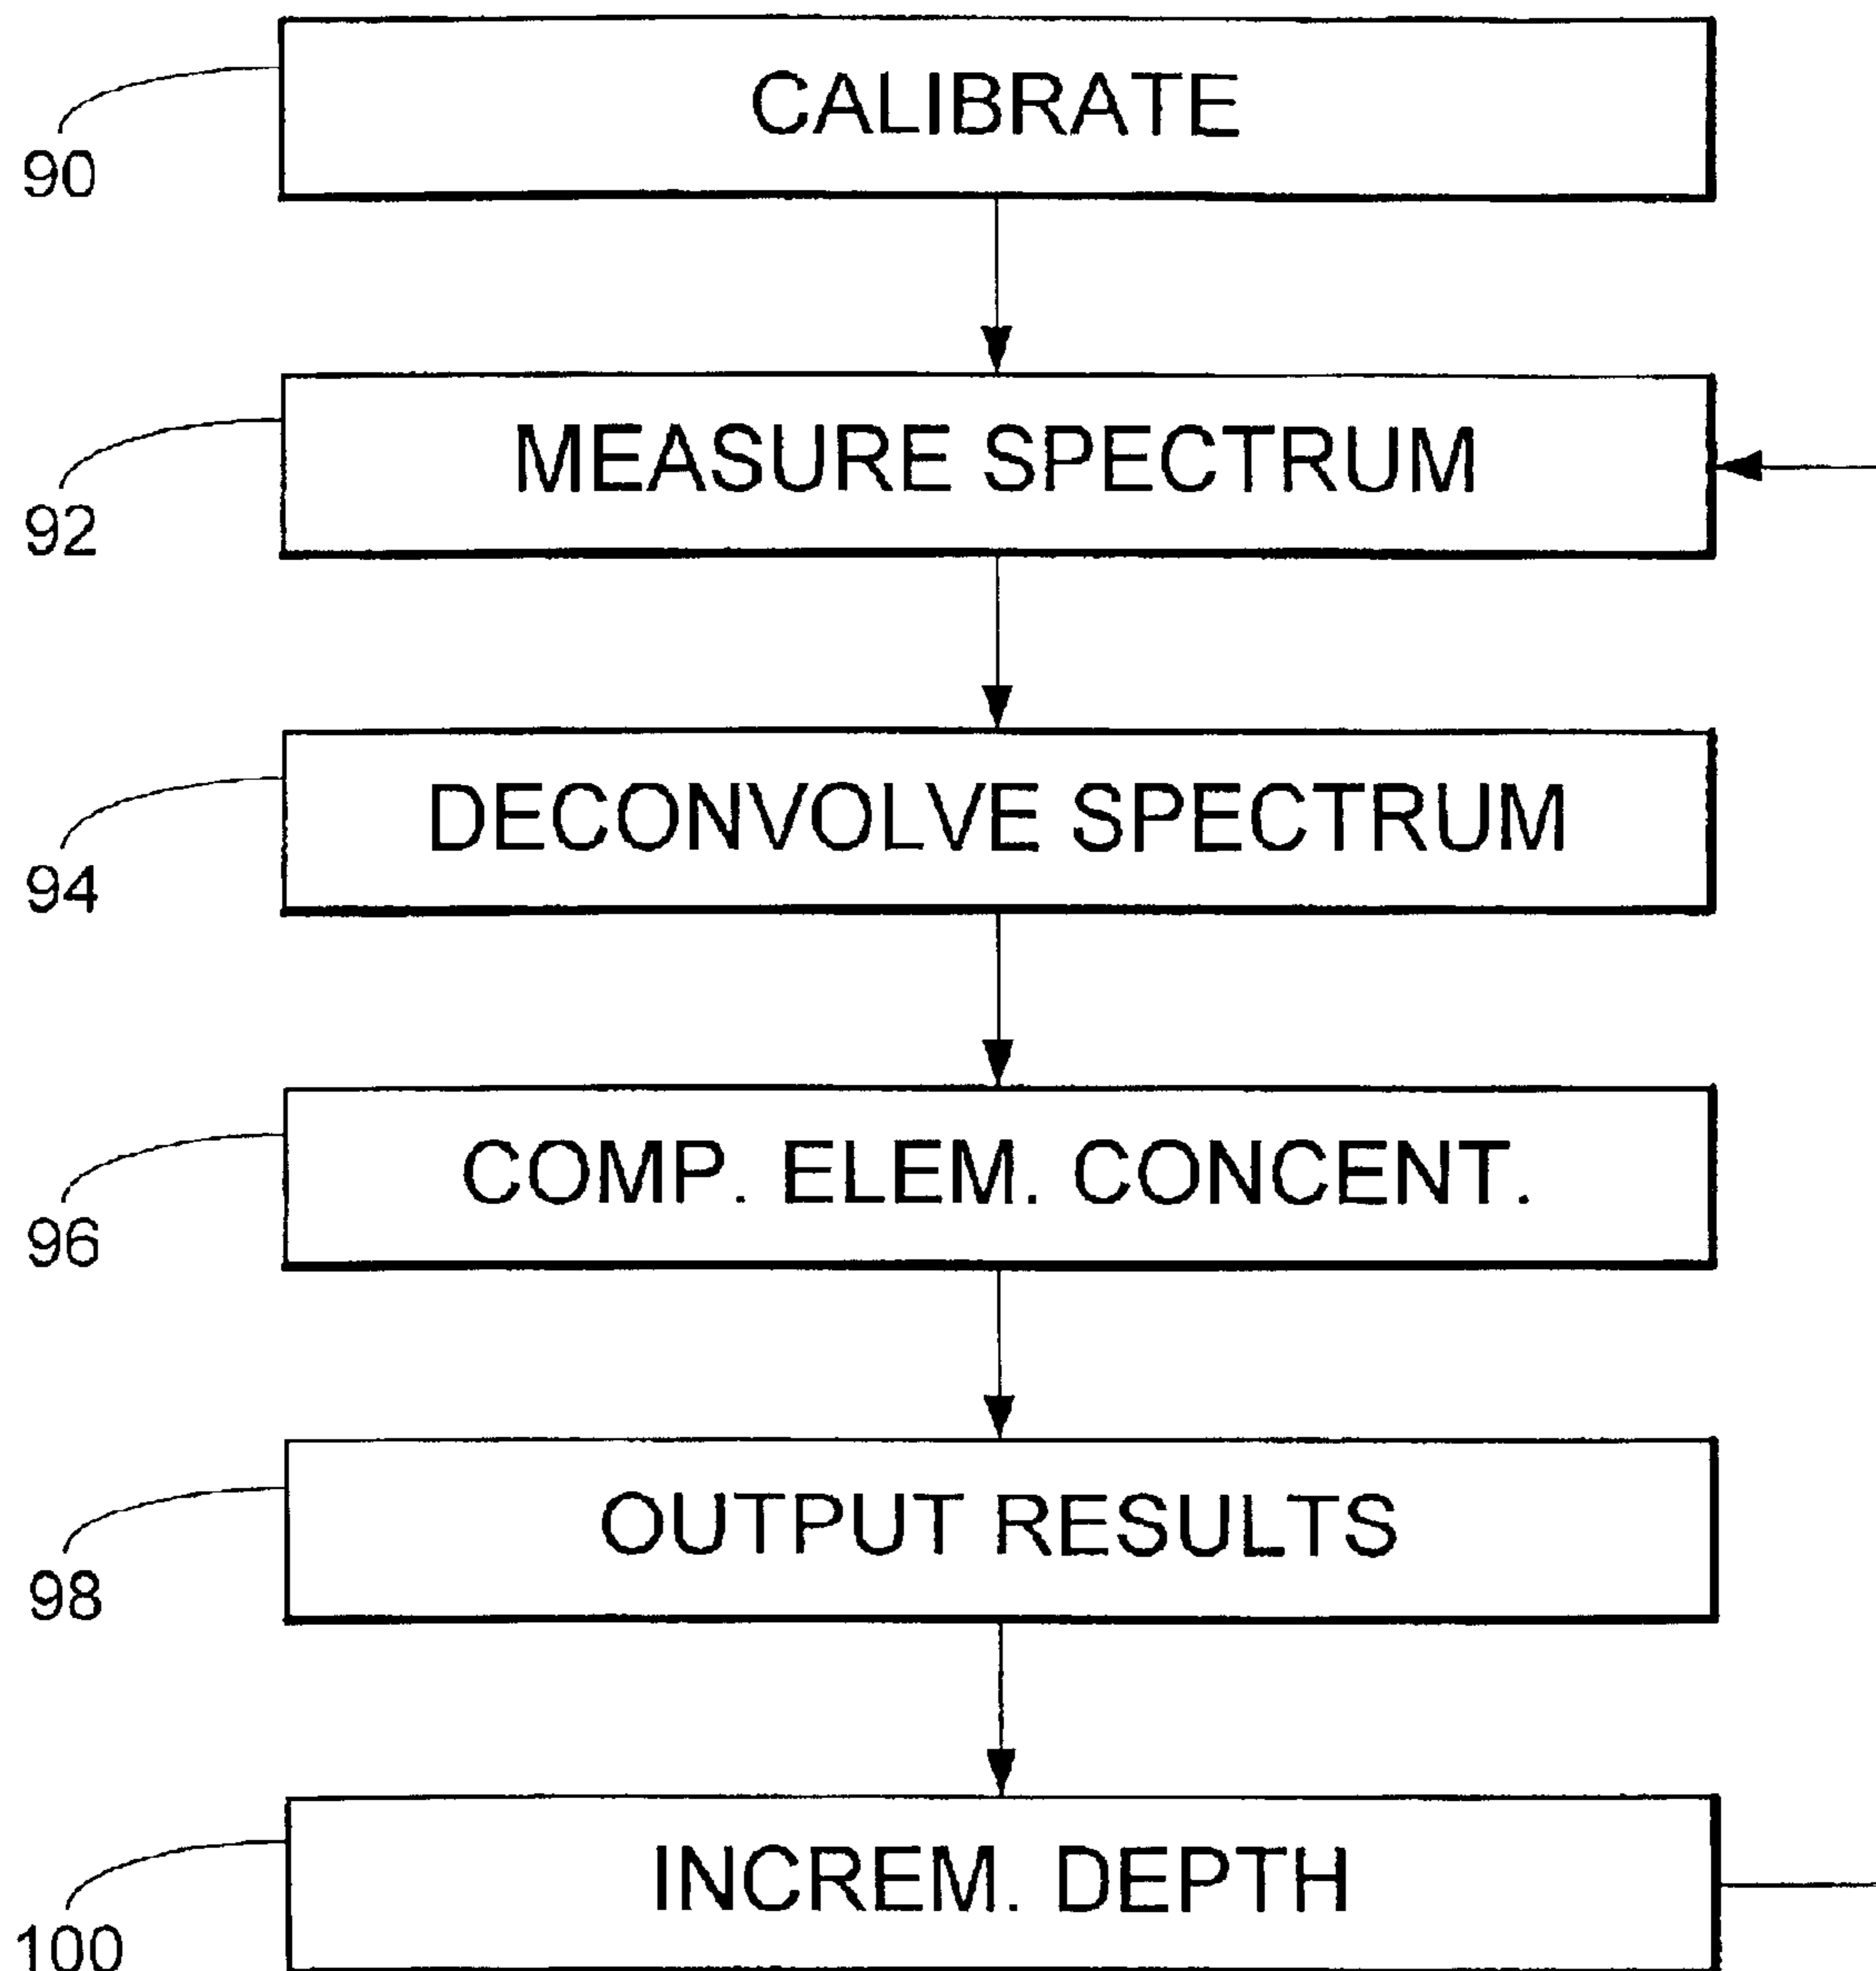 CALIBRATE
90
MEASURE SPECTRUM
92
DECONVOLVE SPECTRUM
94
COMP. ELEM. CONCENT.
96
OUTPUT RESULTS
98
INCREM. DEPTH
100